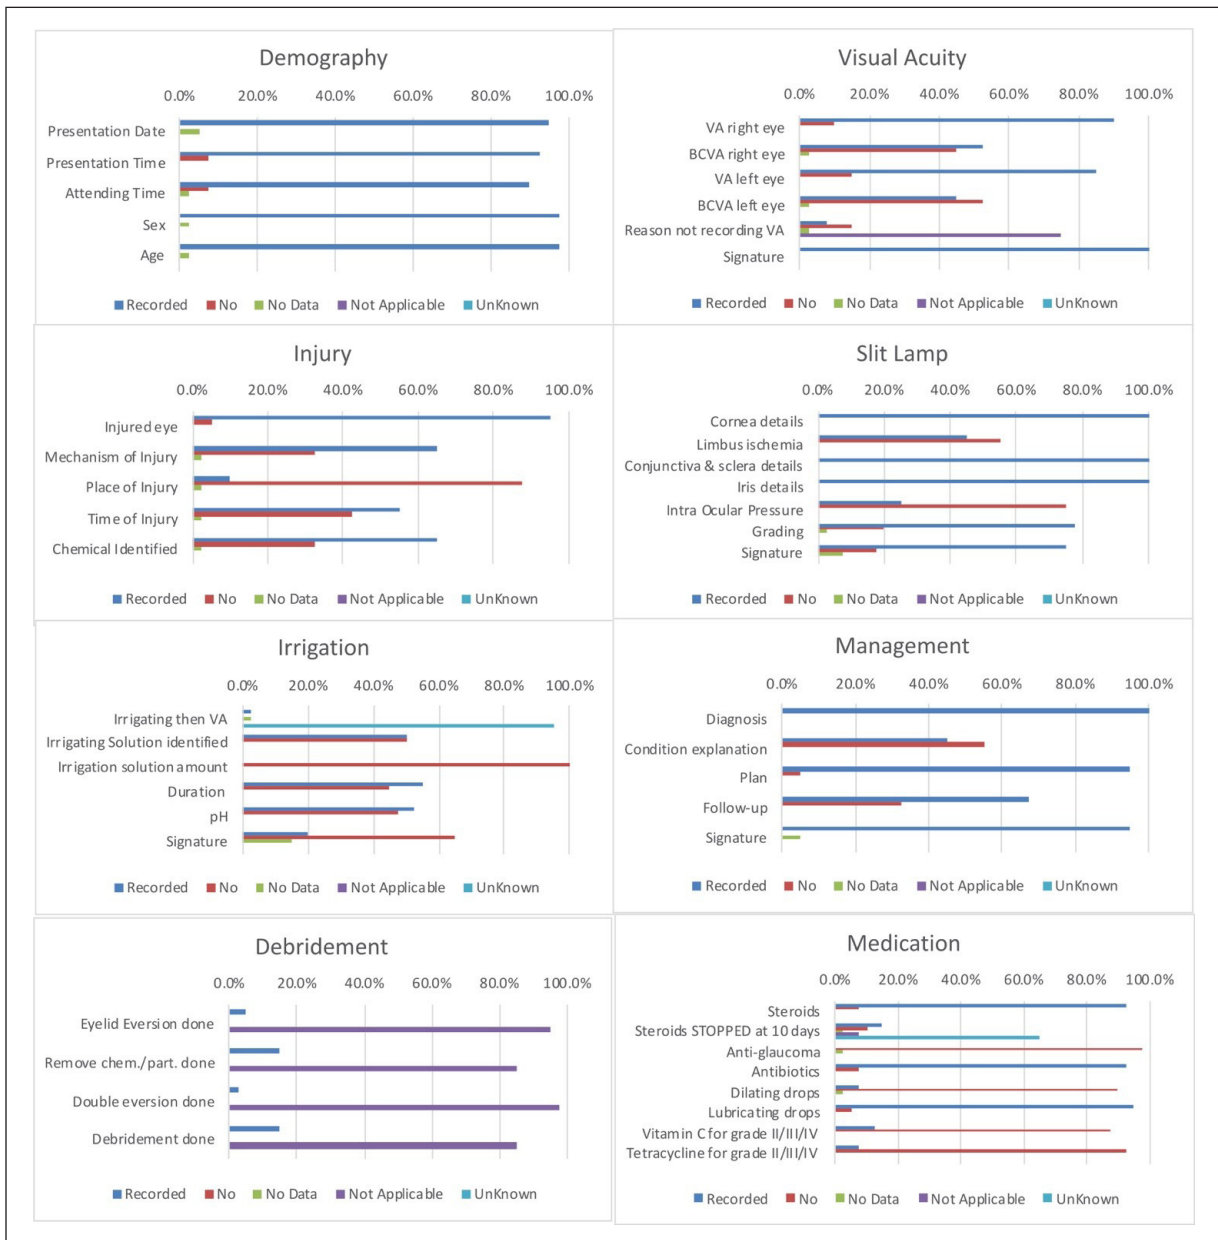 Demography
0.0% 20.0% 40.0% 60.0% 80.0% 100.0%
Presentation Date
Presentation Time
Attending Time
Sex
Age
Recorded No No Data Not Applicable UnKnown
Visual Acuity
0.0% 20.0% 40.0% 60.0% 80.0% 100.0%
VA right eye
BCVA right eye
VA left eye
BCVA left eye
Reason not recording VA
Signature
Recorded No No Data Not Applicable UnKnown
Injury
0.0% 20.0% 40.0% 60.0% 80.0% 100.0%
Injured eye
Mechanism of Injury
Place of Injury
Time of Injury
Chemical Identified
Recorded No No Data Not Applicable UnKnown
Slit Lamp
0.0% 20.0% 40.0% 60.0% 80.0% 100.0%
Cornea details
Limbus ischemia
Conjunctiva & sclera details
Iris details
Intra Ocular Pressure
Grading
Signature
Recorded No No Data Not Applicable UnKnown
Irrigation
0.0% 20.0% 40.0% 60.0% 80.0% 100.0%
Irrigating then VA
Irrigating Solution identified
Irrigation solution amount
Duration
pH
Signature
Recorded No No Data Not Applicable UnKnown
Management
0.0% 20.0% 40.0% 60.0% 80.0% 100.0%
Diagnosis
Condition explanation
Plan
Follow-up
Signature
Recorded No No Data Not Applicable UnKnown
Debridement
0.0% 20.0% 40.0% 60.0% 80.0% 100.0%
Eyelid Eversion done
Remove chem./part. done
Double eversion done
Debridement done
Recorded No No Data Not Applicable UnKnown
Medication
0.0% 20.0% 40.0% 60.0% 80.0% 100.0%
Steroids
Steroids STOPPED at 10 days
Anti-glaucoma
Antibiotics
Dilating drops
Lubricating drops
Vitamin C for grade II/III/IV
Tetracycline for grade II/III/IV
Recorded No No Data Not Applicable UnKnown